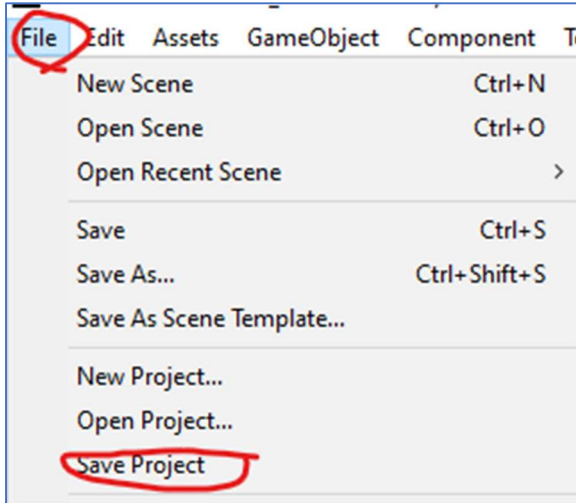 File Edit Assets GameObject Component
New Scene Ctrl+N
Open Scene Ctrl+O
Open Recent Scene >
Save Ctrl+S
Save As... Ctrl+Shift+S
Save As Scene Template...
New Project...
Open Project...
Save Project